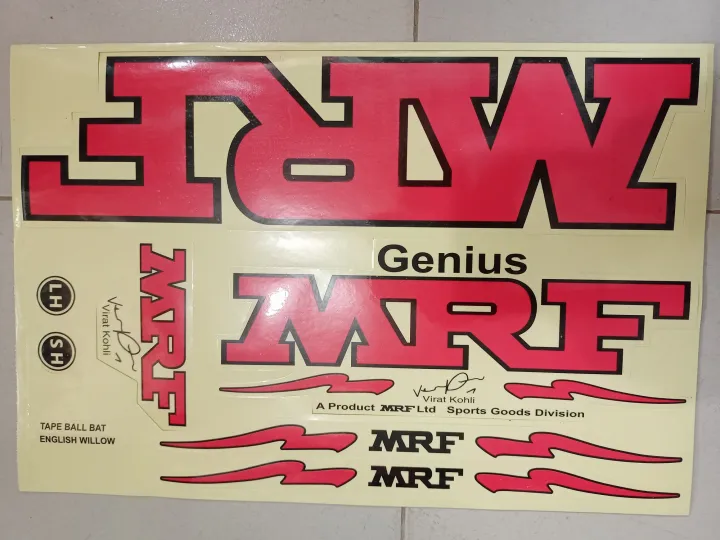 MRF
Genius
MRF
Virat Kohli
A Product MRF Ltd Sports Goods Division
MRF
MRF
MRF
Virat Kohli
LH
SH
TAPE BALL BAT
ENGLISH WILLOW